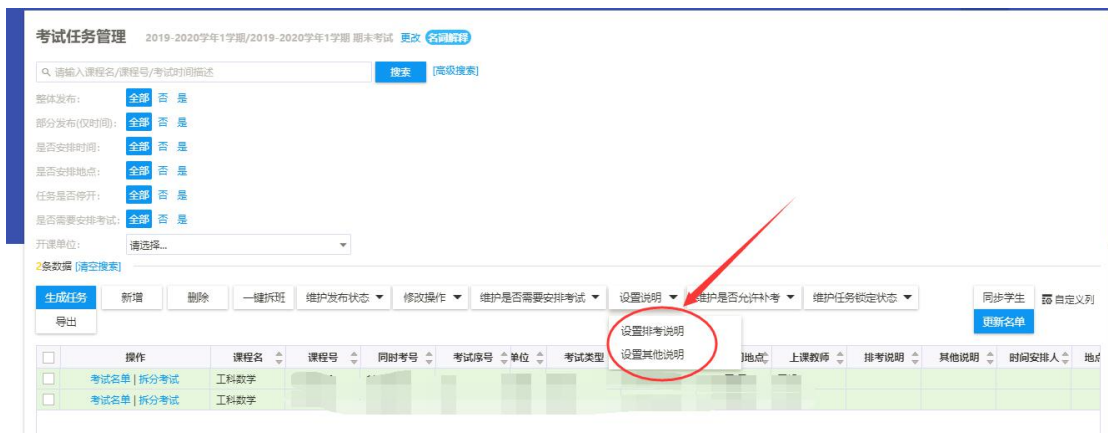 考试任务管理 2019-2020学年1学期/2019-2020学年1学期 期末考试 更改 名词解释
请输入课程名/课程号/考试时间描述 搜索 [高级搜索]
整体发布: 全部 否 是
部分发布(仅时间): 全部 否 是
是否安排时间: 全部 否 是
是否安排地点: 全部 否 是
任务是否停开: 全部 否 是
是否需要安排考试: 全部 否 是
开课单位: 请选择...
2条数据 [清空搜索]
生成任务 新增 删除 一键拆班 维护发布状态 修改操作 维护是否需要安排考试 设置说明 维护是否允许补考 维护任务锁定状态 同步学生 自定义列
导出 更新名单
设置排考说明
设置其他说明
操作 课程名 课程号 同时考号 考试序号 单位 考试类型 地点 上课教师 排考说明 其他说明 时间安排人
考试名单 | 拆分考试 工科数学
考试名单 | 拆分考试 工科数学